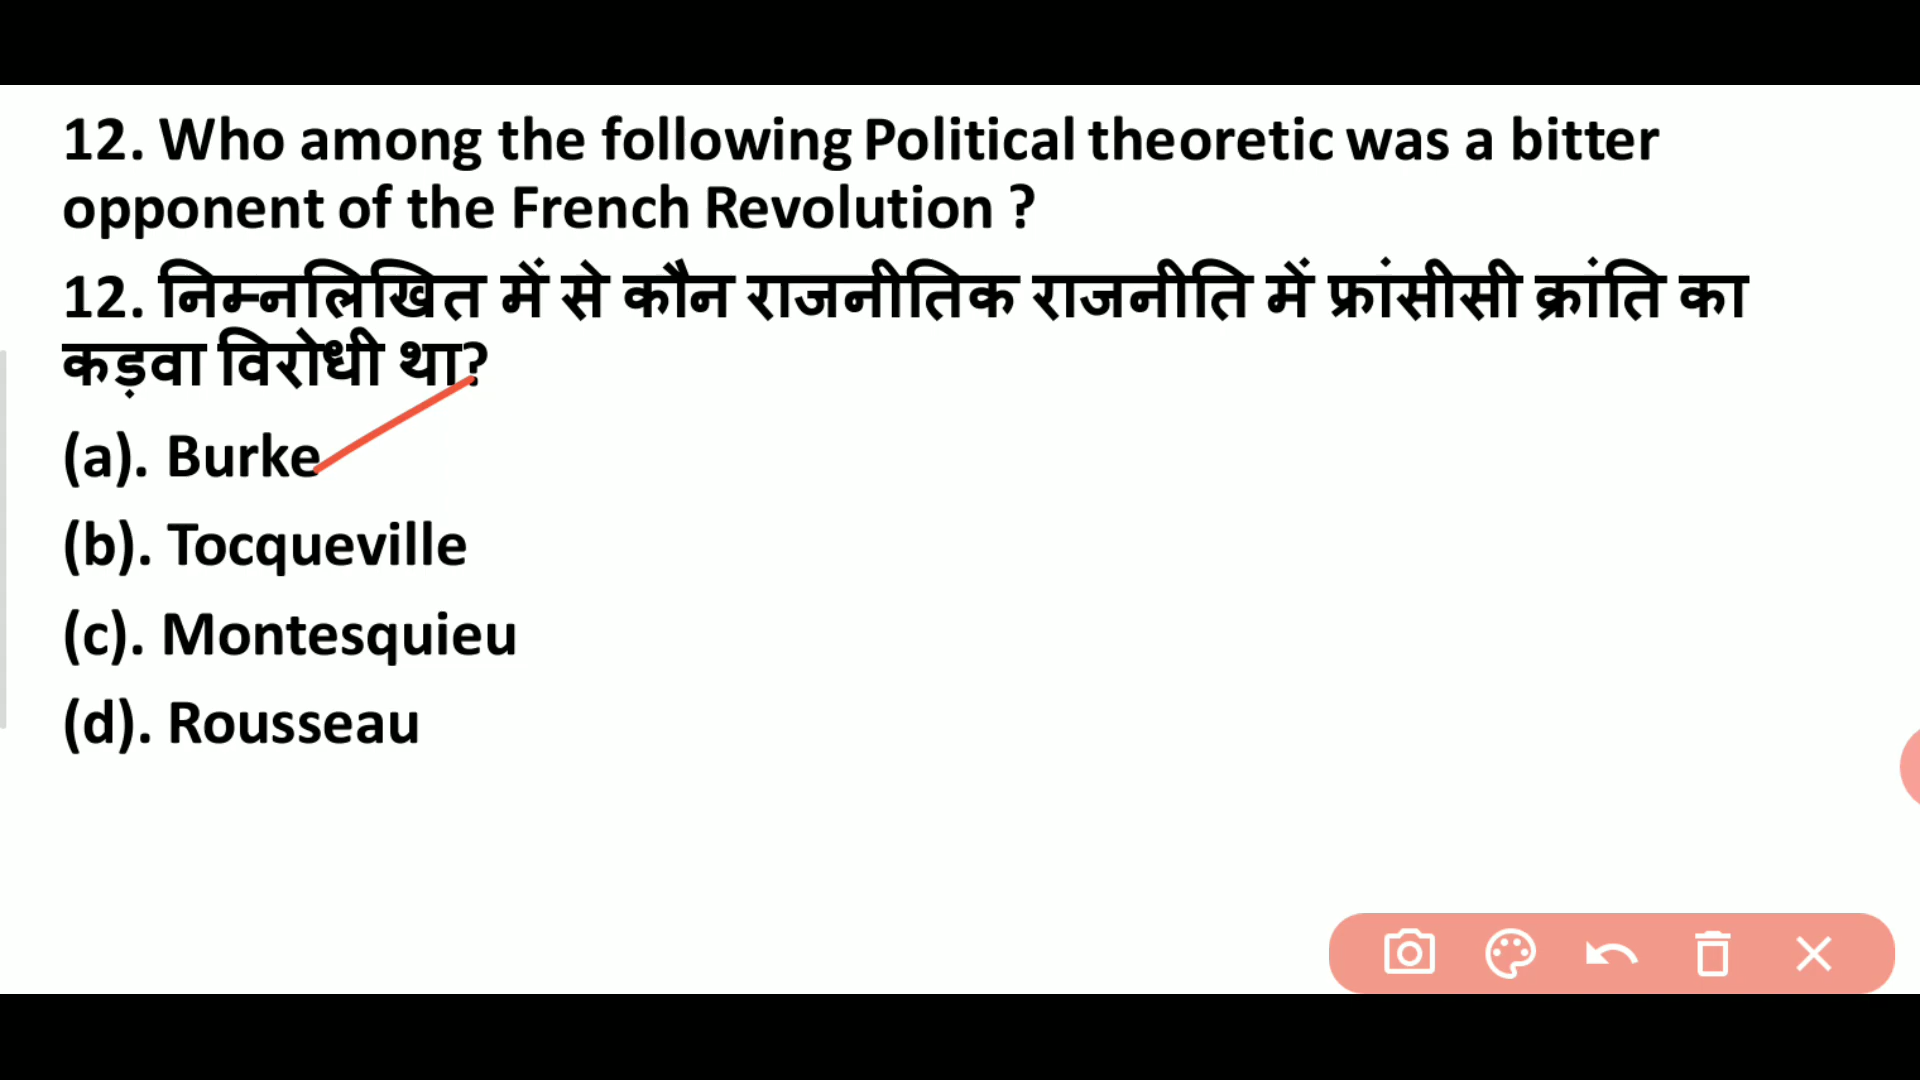 12. Who among the following Political theoretic was a bitter
opponent of the French Revolution ?
12. निम्नलिखित में से कौन राजनीतिक राजनीति में फ्रांसीसी क्रांति का
कड़वा विरोधी था?
(a). Burke
(b). Tocqueville
(c). Montesquieu
(d). Rousseau